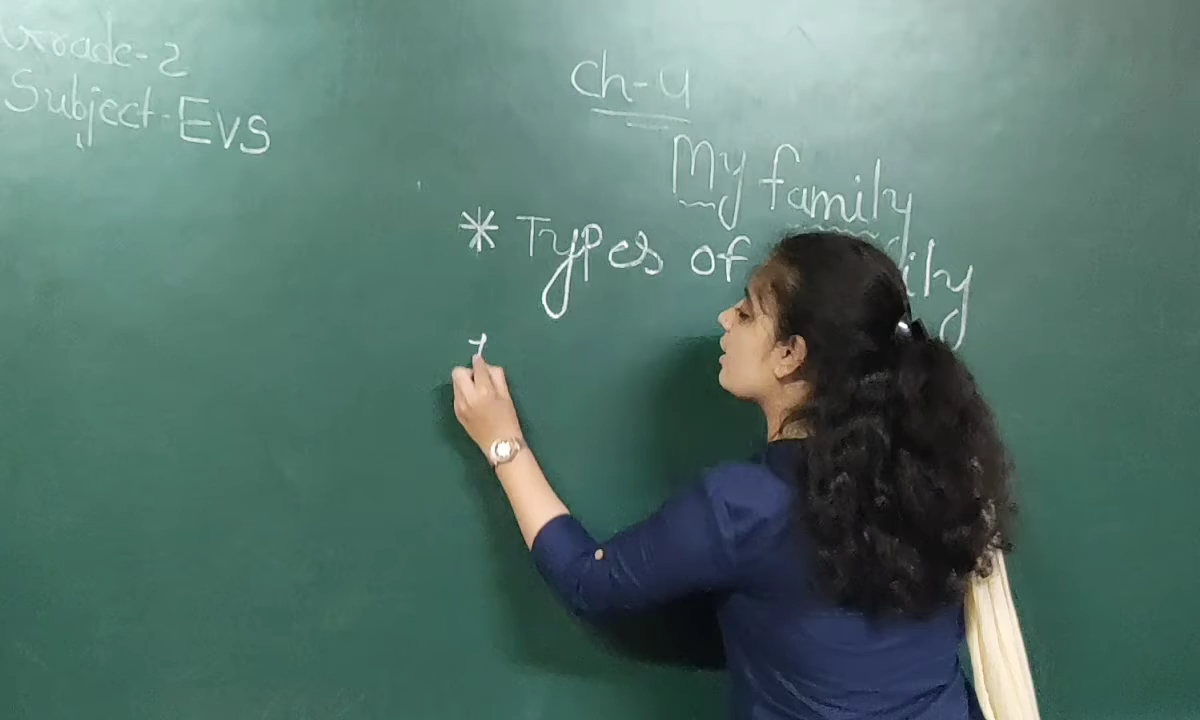 Grade-2
Subject-EVS
Ch-4
My family
* Types of family